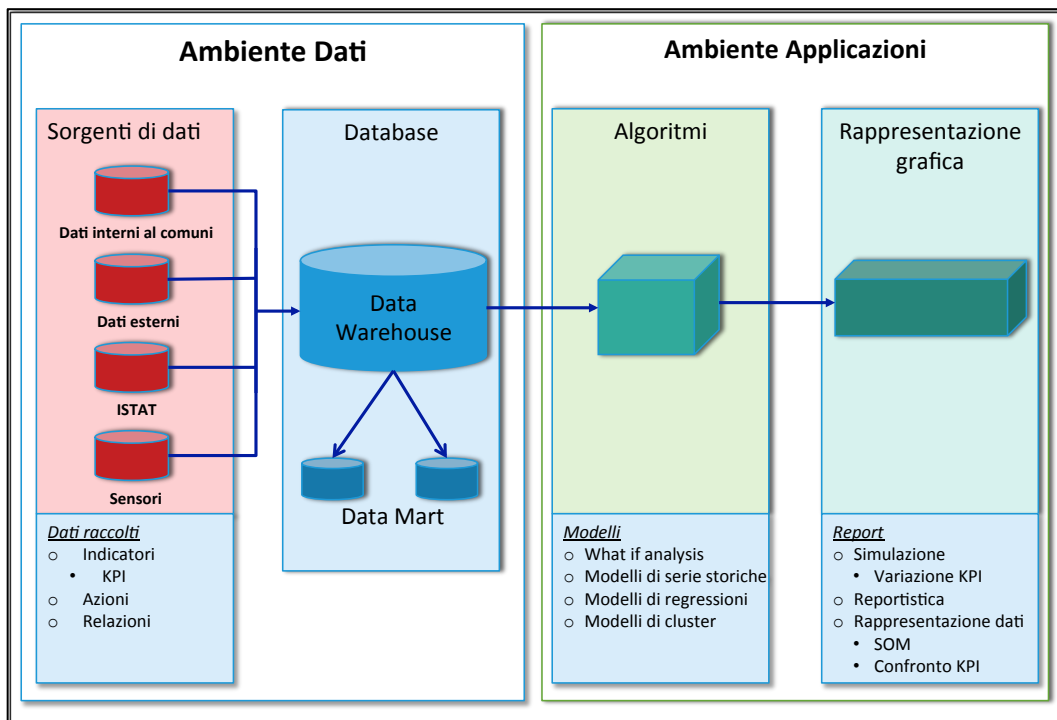 Ambiente Dati
Ambiente Applicazioni
Sorgenti di dati
Dati interni al comuni
Dati esterni
ISTAT
Sensori
Dati raccolti
o Indicatori
• KPI
o Azioni
o Relazioni
Database
Data
Warehouse
Data Mart
Algoritmi
Modelli
o What if analysis
o Modelli di serie storiche
o Modelli di regressioni
o Modelli di cluster
Rappresentazione
grafica
Report
o Simulazione
• Variazione KPI
o Reportistica
o Rappresentazione dati
• SOM
• Confronto KPI